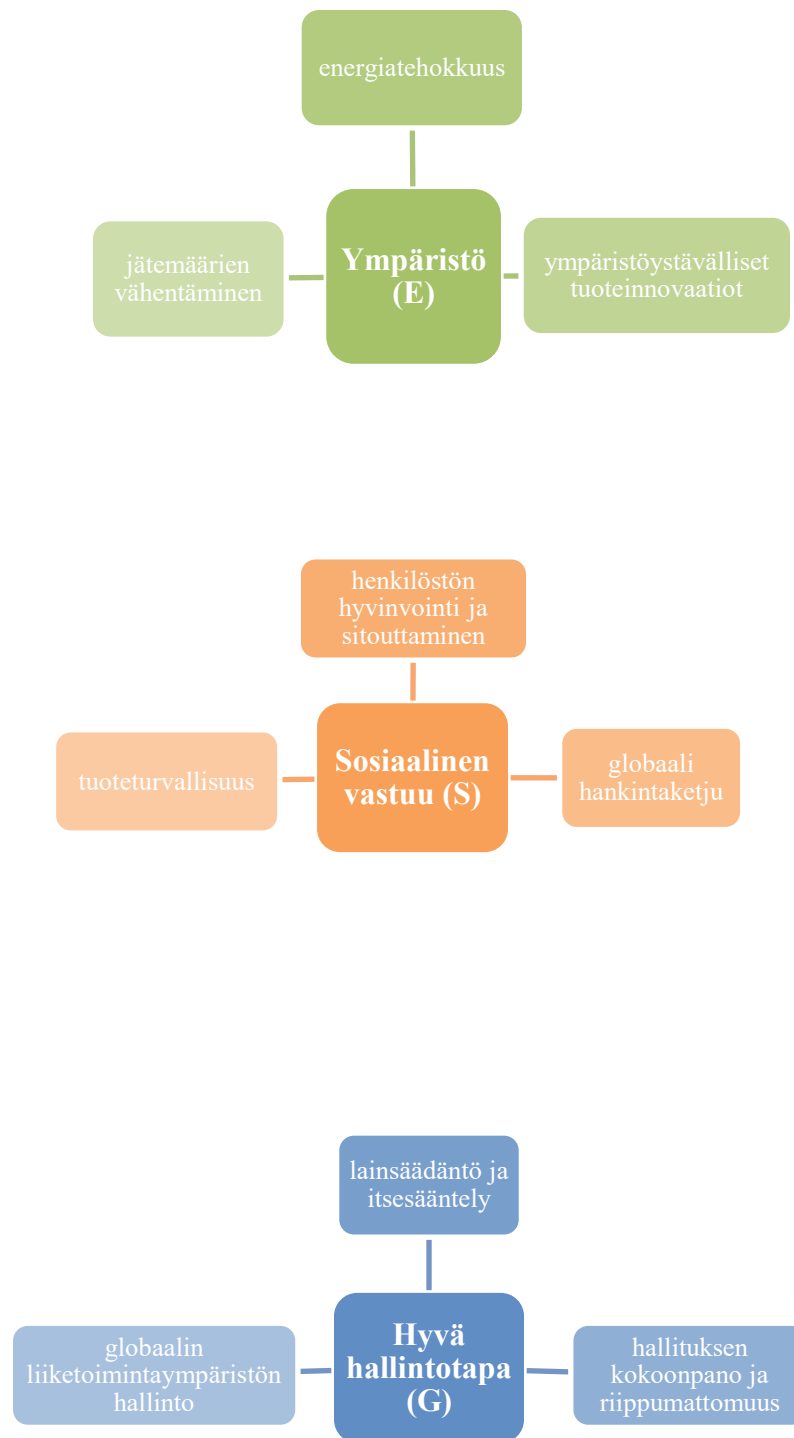 energiatehokkuus
jätemäärien
vähentäminen
Ympäristö
(E)
ympäristöystävälliset
tuoteinnovaatiot
henkilöstön
hyvinvointi ja
sitouttaminen
tuoteturvallisuus
Sosiaalinen
vastuu (S)
globaali
hankintaketju
lainsäädäntö ja
itsesääntely
globaalin
liiketoimintaympäristön
hallinto
Hyvä
hallintotapa
(G)
hallituksen
kokoonpano ja
riippumattomuus